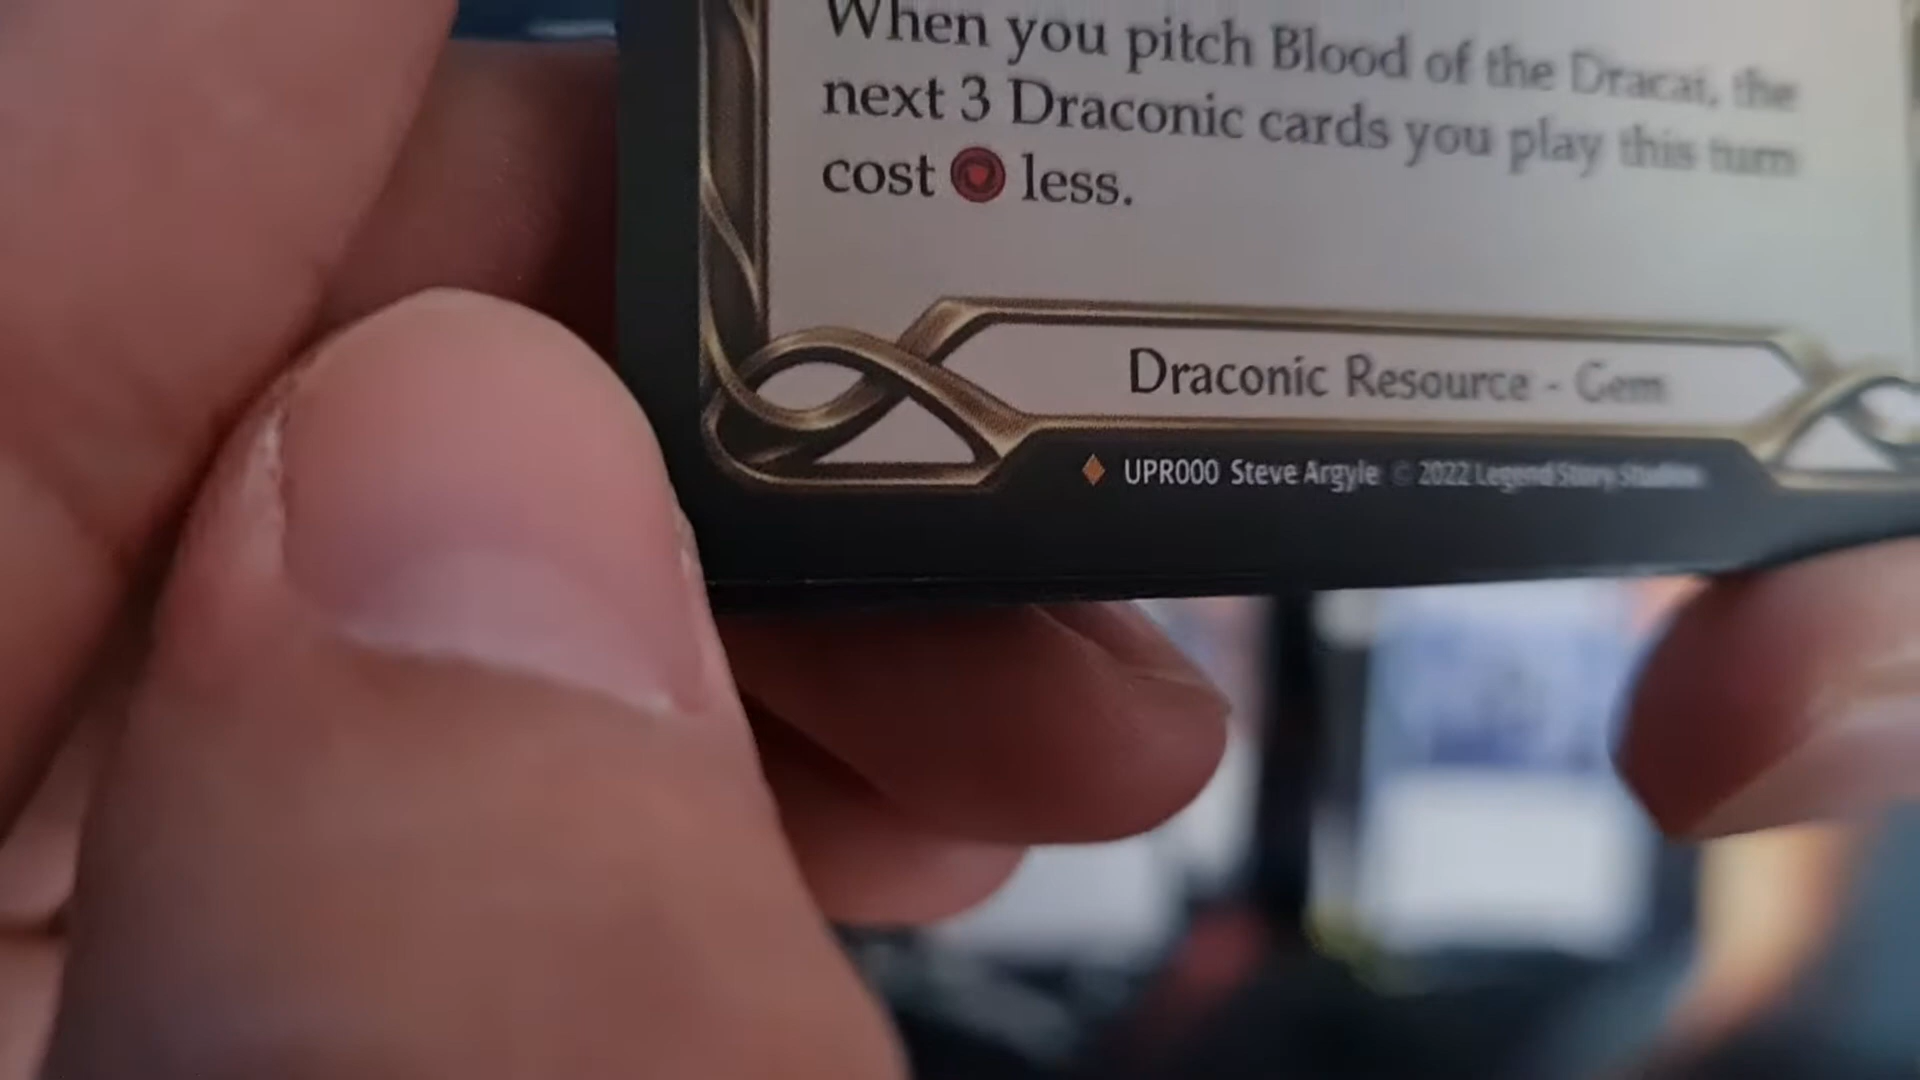 When you pitch Blood of the Dracai, the
next 3 Draconic cards you play this turn
cost less.
Draconic Resource - Gem
UPR000 Steve Argyle © 2022 Legend Story Studios